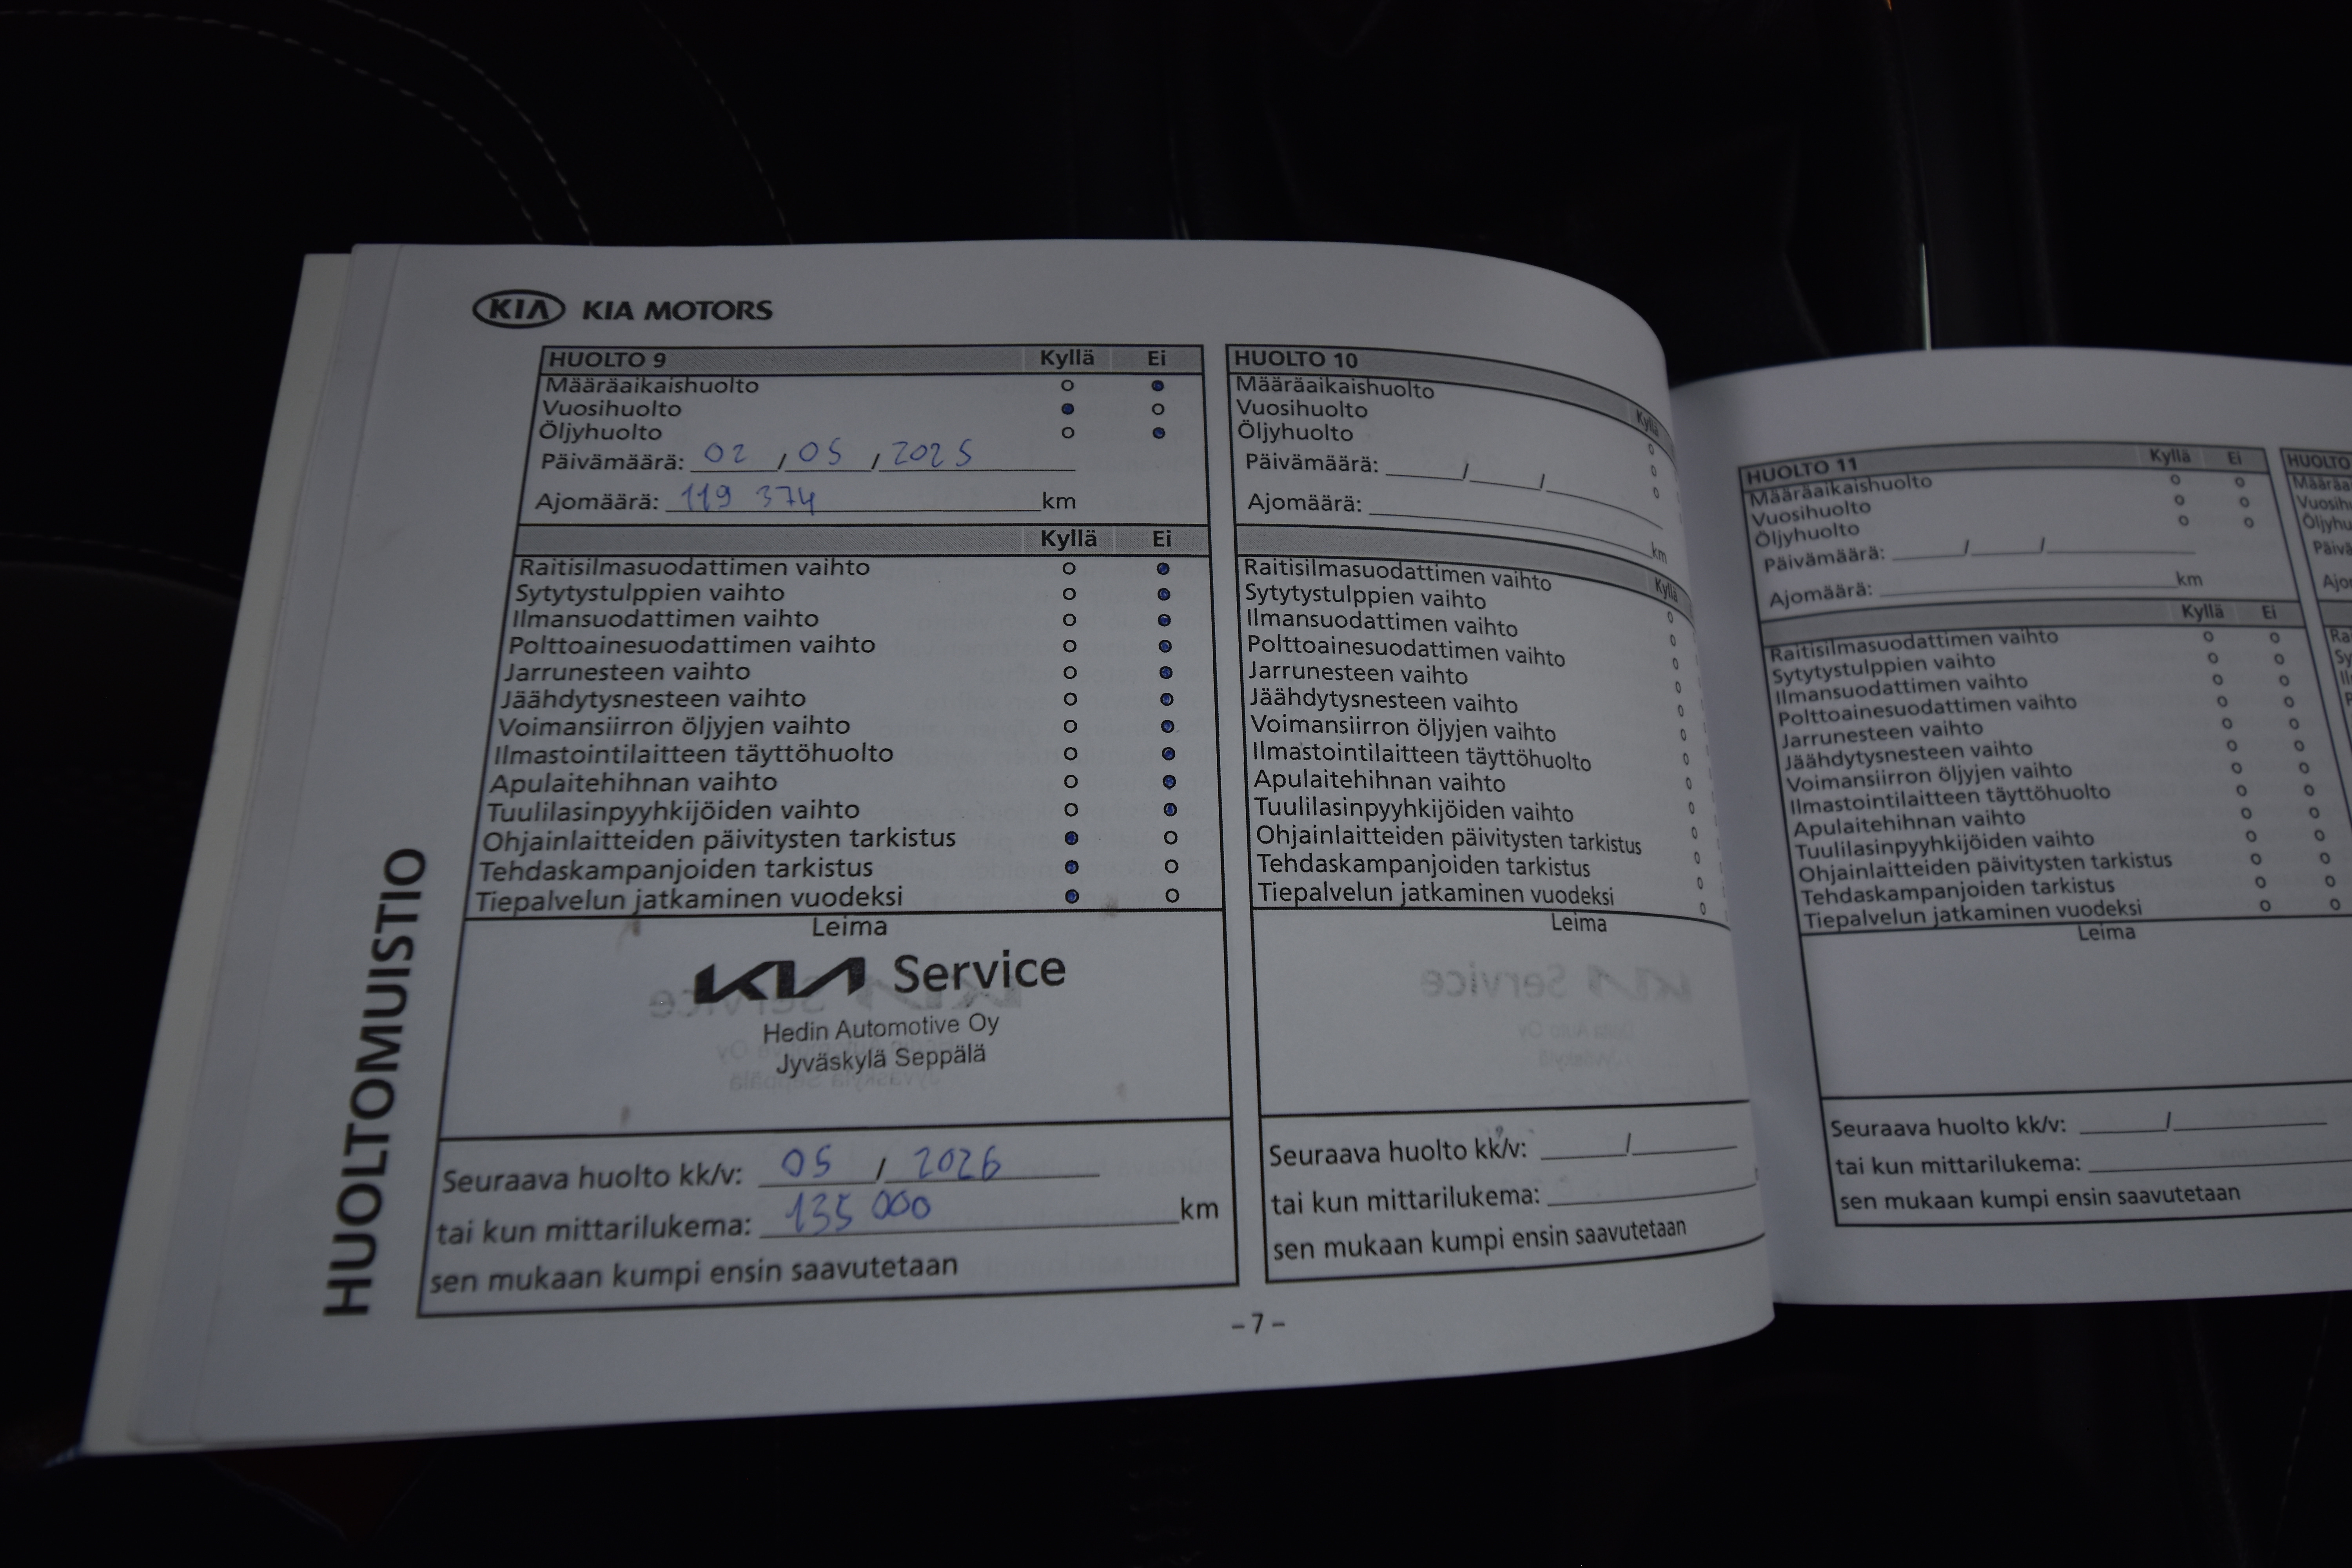 KIA KIA MOTORS
HUOLTOMUISTIO
HUOLTO 9 Kyllä Ei
Määräaikaishuolto
Vuosihuolto
Öljyhuolto
Päivämäärä: 02 / 05 / 2025
Ajomäärä: 119 374 km
Kyllä Ei
Raitisilmasuodattimen vaihto
Sytytystulppien vaihto
Ilmansuodattimen vaihto
Polttoainesuodattimen vaihto
Jarrunesteen vaihto
Jäähdytysnesteen vaihto
Voimansiirron öljyjen vaihto
Ilmastointilaitteen täyttöhuolto
Apulaitehihnan vaihto
Tuulilasinpyyhkijöiden vaihto
Ohjainlaitteiden päivitysten tarkistus
Tehdaskampanjoiden tarkistus
Tiepalvelun jatkaminen vuodeksi
Leima
KIA Service
Hedin Automotive Oy
Jyväskylä Seppälä
Seuraava huolto kk/v: 05 / 2026
tai kun mittarilukema: 135 000 km
sen mukaan kumpi ensin saavutetaan
HUOLTO 10 Kyllä
Määräaikaishuolto
Vuosihuolto
Öljyhuolto
Päivämäärä: / /
Ajomäärä: km
Kyllä
Raitisilmasuodattimen vaihto
Sytytystulppien vaihto
Ilmansuodattimen vaihto
Polttoainesuodattimen vaihto
Jarrunesteen vaihto
Jäähdytysnesteen vaihto
Voimansiirron öljyjen vaihto
Ilmastointilaitteen täyttöhuolto
Apulaitehihnan vaihto
Tuulilasinpyyhkijöiden vaihto
Ohjainlaitteiden päivitysten tarkistus
Tehdaskampanjoiden tarkistus
Tiepalvelun jatkaminen vuodeksi
Leima
Seuraava huolto kk/v: /
tai kun mittarilukema:
sen mukaan kumpi ensin saavutetaan
– 7 –
HUOLTO 11 Kyllä Ei
Määräaikaishuolto
Vuosihuolto
Öljyhuolto
Päivämäärä: / /
Ajomäärä: km
Kyllä Ei
Raitisilmasuodattimen vaihto
Sytytystulppien vaihto
Ilmansuodattimen vaihto
Polttoainesuodattimen vaihto
Jarrunesteen vaihto
Jäähdytysnesteen vaihto
Voimansiirron öljyjen vaihto
Ilmastointilaitteen täyttöhuolto
Apulaitehihnan vaihto
Tuulilasinpyyhkijöiden vaihto
Ohjainlaitteiden päivitysten tarkistus
Tehdaskampanjoiden tarkistus
Tiepalvelun jatkaminen vuodeksi
Leima
Seuraava huolto kk/v: /
tai kun mittarilukema:
sen mukaan kumpi ensin saavutetaan
HUOLTO